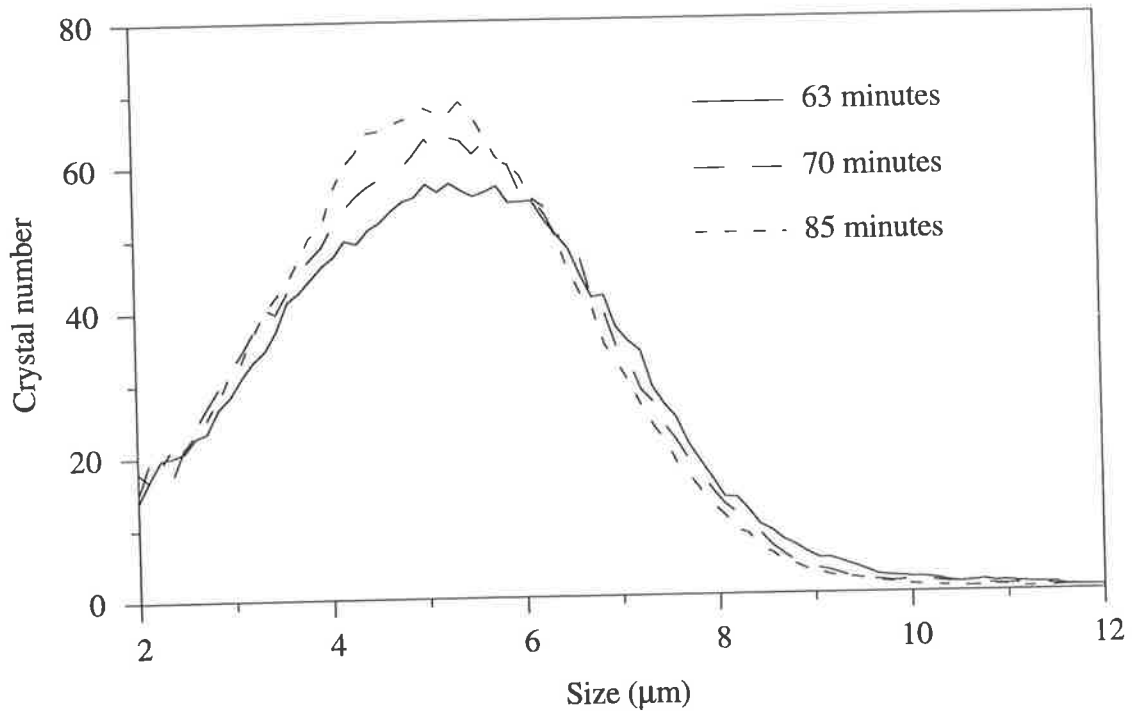 80
60
40
20
0
Crystal number
63 minutes
70 minutes
85 minutes
2 4 6 8 10 12
Size (μm)